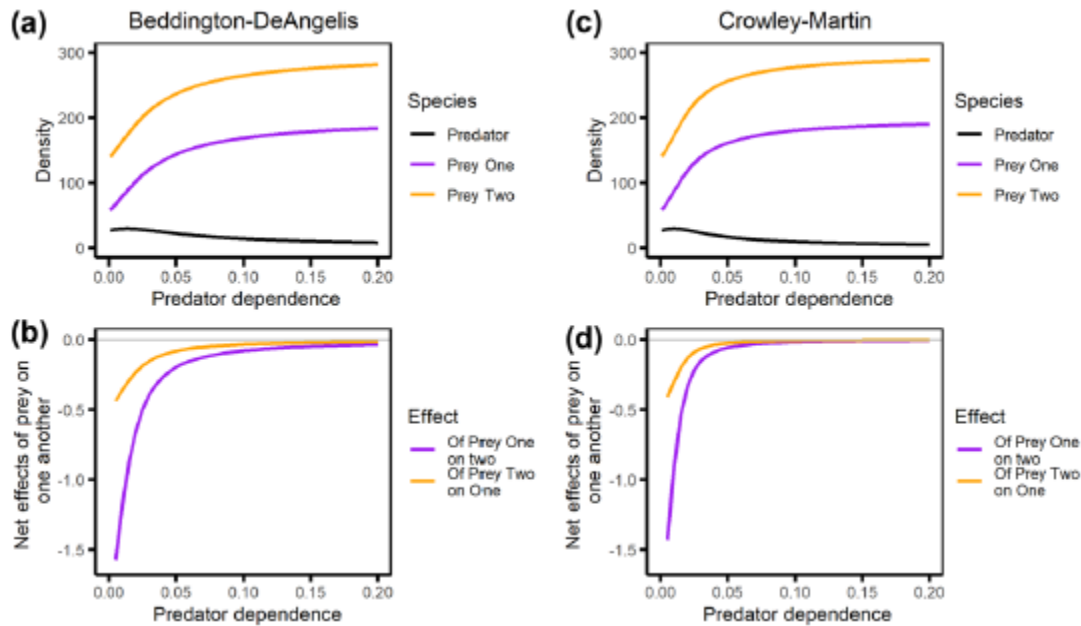 (a)
Beddington-DeAngelis
300
200
100
0
Density
0.00 0.05 0.10 0.15 0.20
Predator dependence
Species
Predator
Prey One
Prey Two
(c)
Crowley-Martin
300
200
100
0
Density
0.00 0.05 0.10 0.15 0.20
Predator dependence
Species
Predator
Prey One
Prey Two
(b)
0.0
-0.5
-1.0
-1.5
Net effects of prey on
one another
0.00 0.05 0.10 0.15 0.20
Predator dependence
Effect
Of Prey One
on two
Of Prey Two
on One
(d)
0.0
-0.5
-1.0
-1.5
Net effects of prey on
one another
0.00 0.05 0.10 0.15 0.20
Predator dependence
Effect
Of Prey One
on two
Of Prey Two
on One